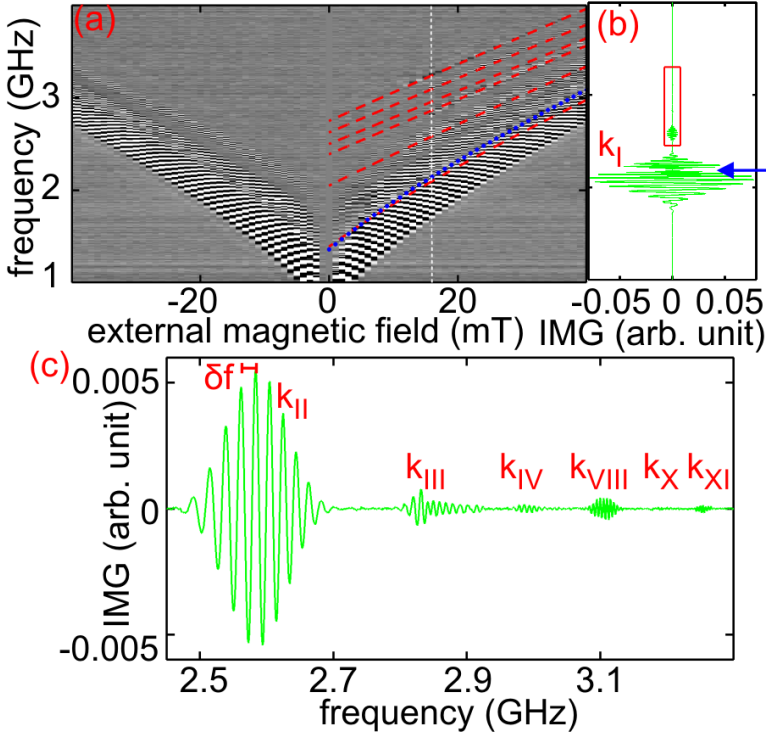 (a)
(b)
frequency (GHz)
3
2
1
-20
0
20
external magnetic field (mT)
k_I
-0.05
0
0.05
IMG (arb. unit)
(c)
IMG (arb. unit)
0.005
0
-0.005
δf
k_II
k_III
k_IV
k_VIII
k_X
k_XI
2.5
2.7
2.9
3.1
frequency (GHz)